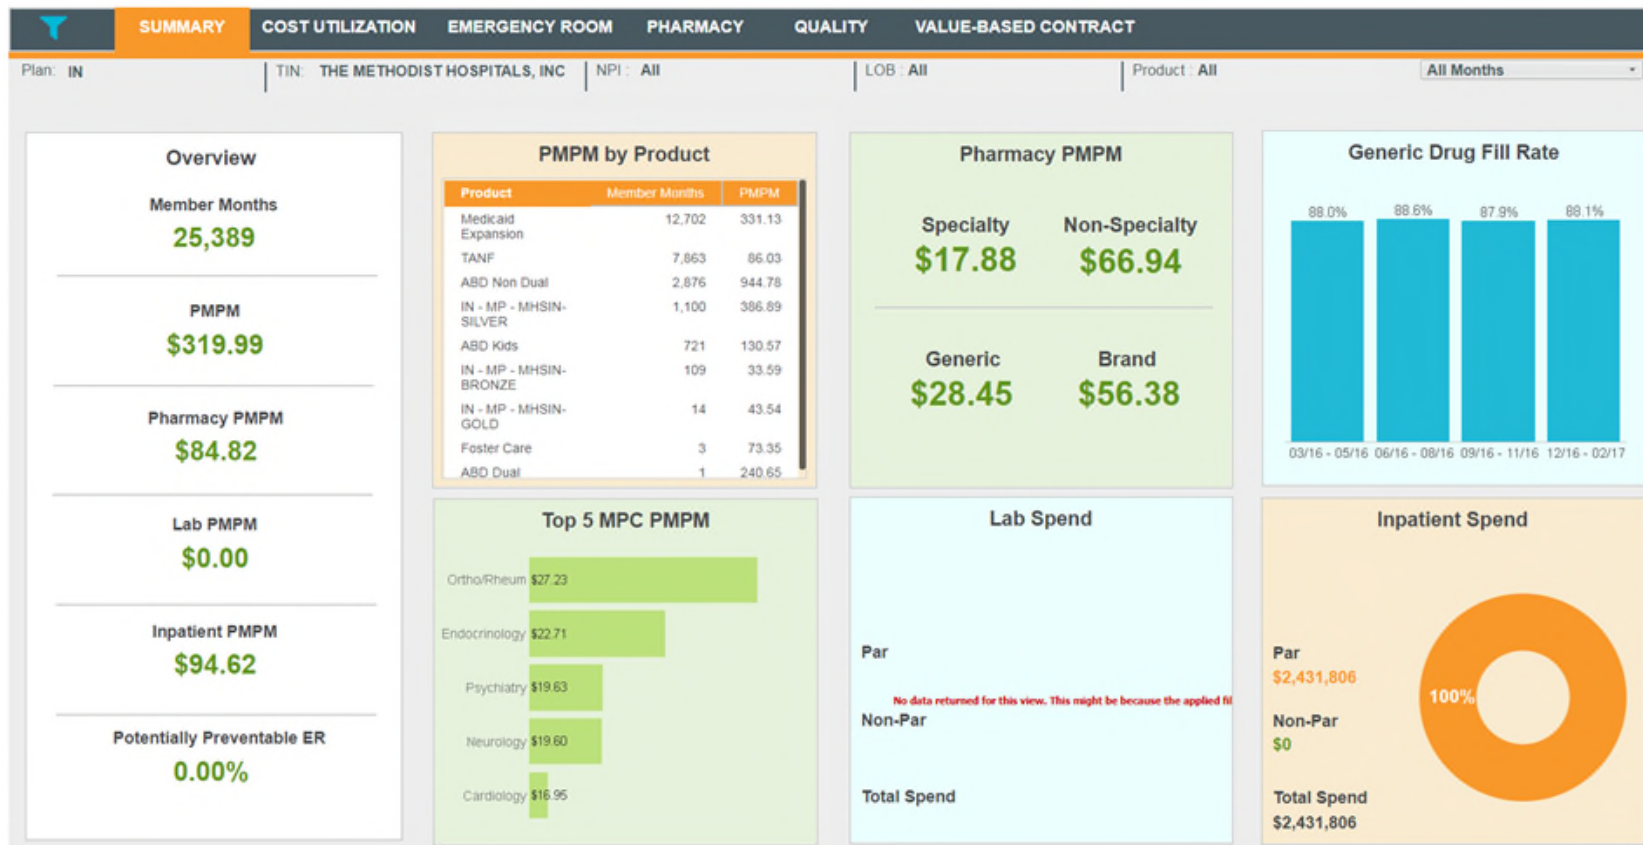 SUMMARY COST UTILIZATION EMERGENCY ROOM PHARMACY QUALITY VALUE-BASED CONTRACT
Plan: IN TIN: THE METHODIST HOSPITALS, INC NPI : All LOB : All Product : All All Months
Overview
Member Months
25,389
PMPM
$319.99
Pharmacy PMPM
$84.82
Lab PMPM
$0.00
Inpatient PMPM
$94.62
Potentially Preventable ER
0.00%
PMPM by Product
Product Member Months PMPM
Medicaid 12,702 331.13
Expansion
TANF 7,863 86.03
ABD Non Dual 2,876 944.78
IN - MP - MHSIN- 1,100 386.89
SILVER
ABD Kids 721 130.57
IN - MP - MHSIN- 109 33.59
BRONZE
IN - MP - MHSIN- 14 43.54
GOLD
Foster Care 3 73.35
ABD Dual 1 240.65
Pharmacy PMPM
Specialty Non-Specialty
$17.88 $66.94
Generic Brand
$28.45 $56.38
Generic Drug Fill Rate
88.0% 88.6% 87.9% 88.1%
03/16 - 05/16 06/16 - 08/16 09/16 - 11/16 12/16 - 02/17
Top 5 MPC PMPM
Ortho/Rheum $27.23
Endocrinology $22.71
Psychiatry $19.63
Neurology $19.60
Cardiology $16.95
Lab Spend
Par
No data returned for this view. This might be because the applied fil
Non-Par
Total Spend
Inpatient Spend
Par
$2,431,806
100%
Non-Par
$0
Total Spend
$2,431,806